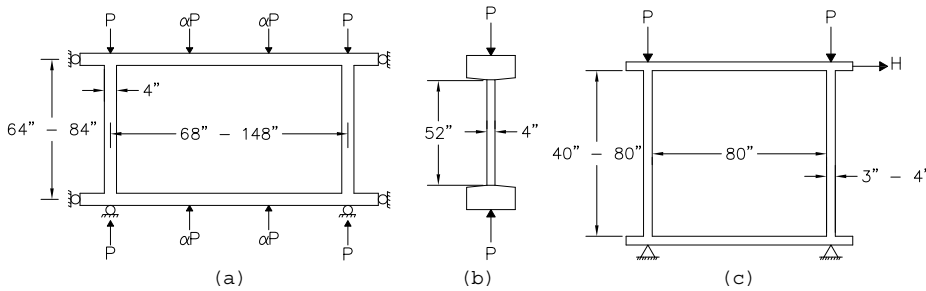 P αP αP P
4”
64” - 84”
68” - 148”
P αP αP P
(a)
P
52”
4”
P
(b)
P P
H
40” - 80”
80”
3” - 4”
(c)